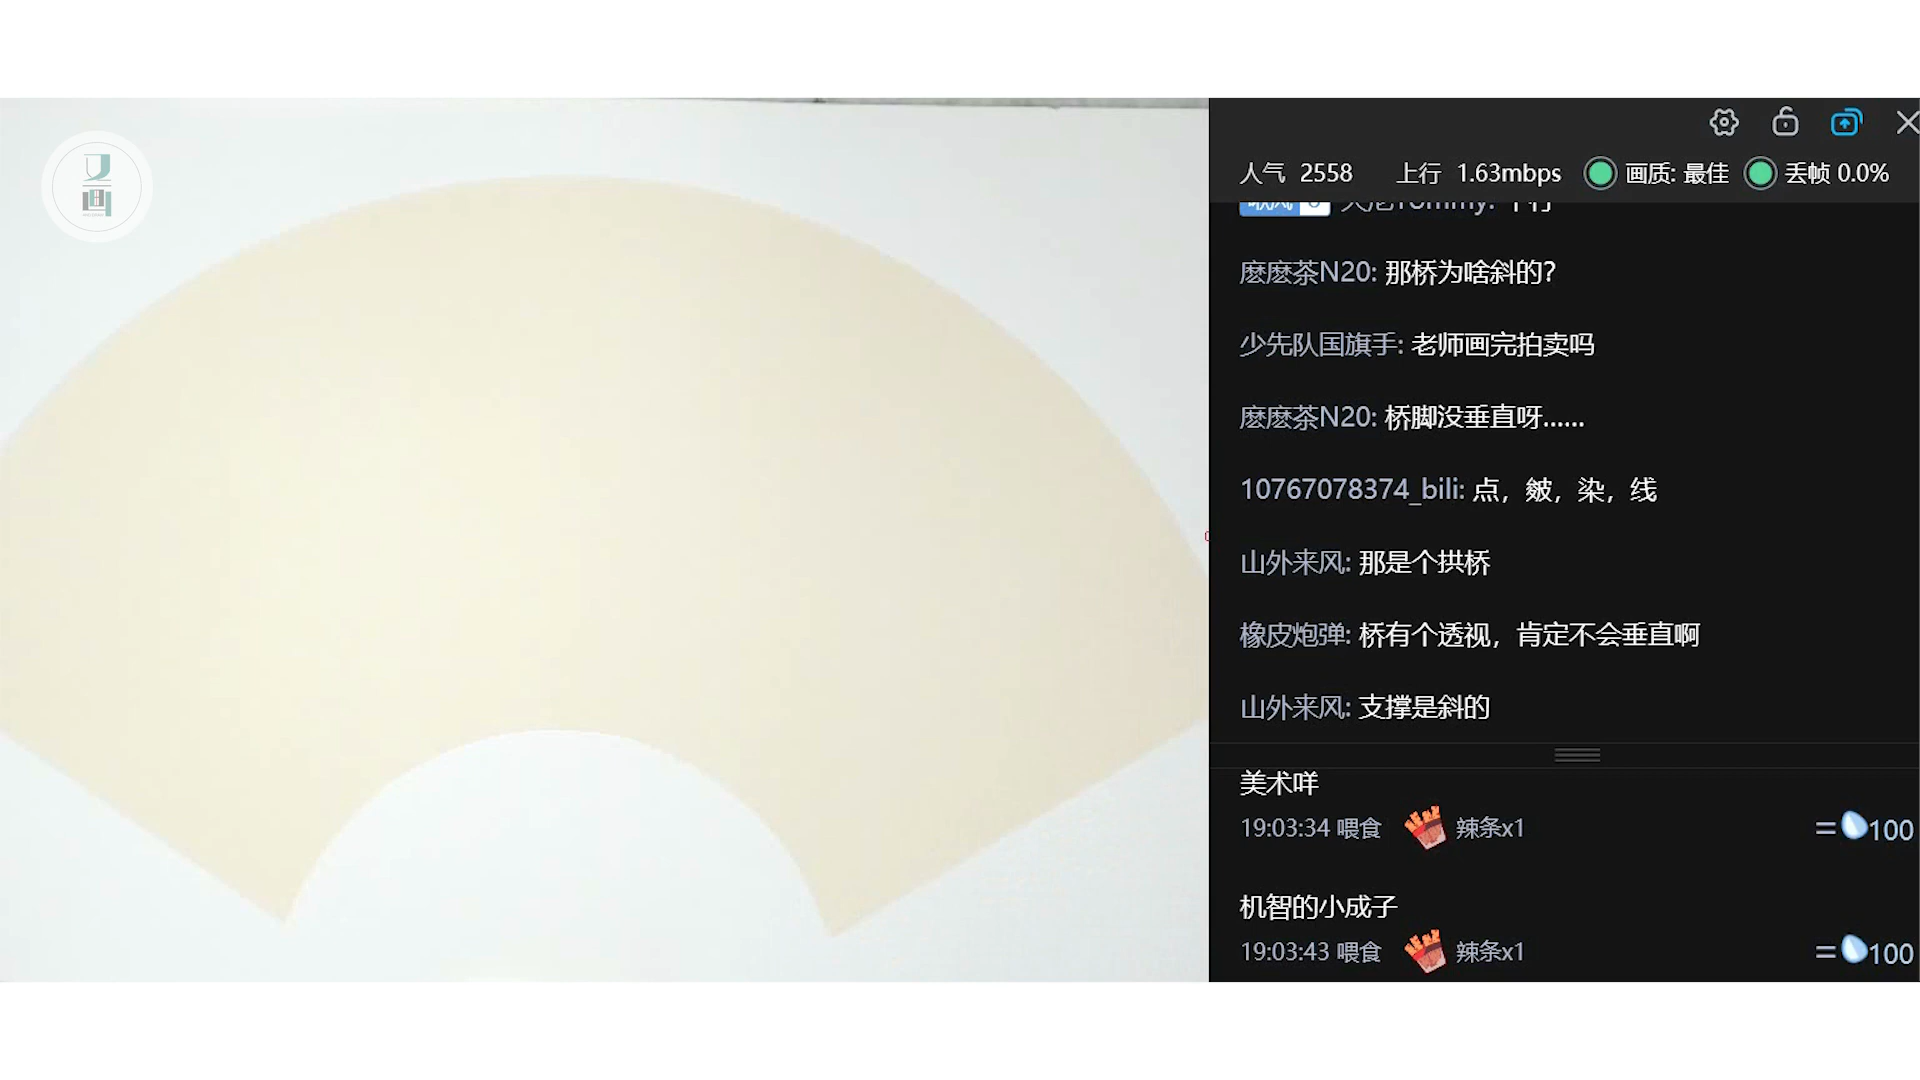 人气 2558 上行 1.63mbps 画质: 最佳 丢帧 0.0%
麽麽茶N20: 那桥为啥斜的?
少先队国旗手: 老师画完拍卖吗
麽麽茶N20: 桥脚没垂直呀......
10767078374_bili: 点，皴，染，线
山外来风: 那是个拱桥
橡皮炮弹: 桥有个透视，肯定不会垂直啊
山外来风: 支撑是斜的
美术咩
19:03:34 喂食 辣条x1 =100
机智的小成子
19:03:43 喂食 辣条x1 =100